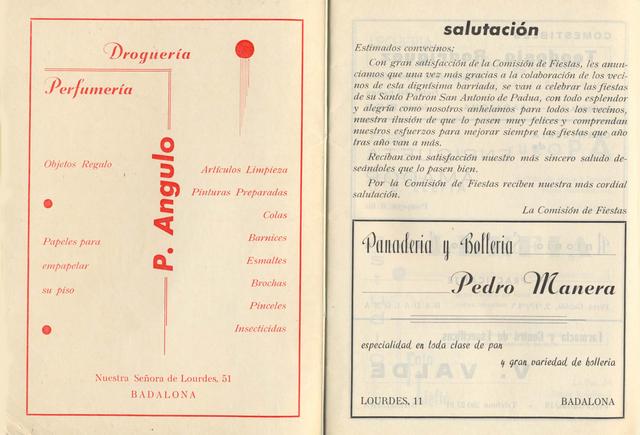 Droguería
Perfumería
P. Angulo
Objetos Regalo
Papeles para
empapelar
su piso
Artículos Limpieza
Pinturas Preparadas
Colas
Barnices
Esmaltes
Brochas
Pinceles
Insecticidas
Nuestra Señora de Lourdes, 51
BADALONA
salutación
Estimados convecinos:
Con gran satisfacción de la Comisión de Fiestas, les anun-
ciamos que una vez más gracias a la colaboración de los veci-
nos de esta dignísima barriada, se van a celebrar las fiestas
de su Santo Patron San Antonio de Padua, con todo esplendor
y alegría como nosotros anhelamos para todos los vecinos,
nuestra ilusión de que lo pasen muy felices y comprendan
nuestros esfuerzos para mejorar siempre las fiestas que año
tras año van a más.
Reciban con satisfacción nuestro más sincero saludo de-
seándoles que lo pasen bien.
Por la Comisión de Fiestas reciben nuestra más cordial
salutación.
La Comisión de Fiestas
Panadería y Bollería
Pedro Manera
especialidad en toda clase de pan
y gran variedad de bollería
LOURDES, 11 BADALONA